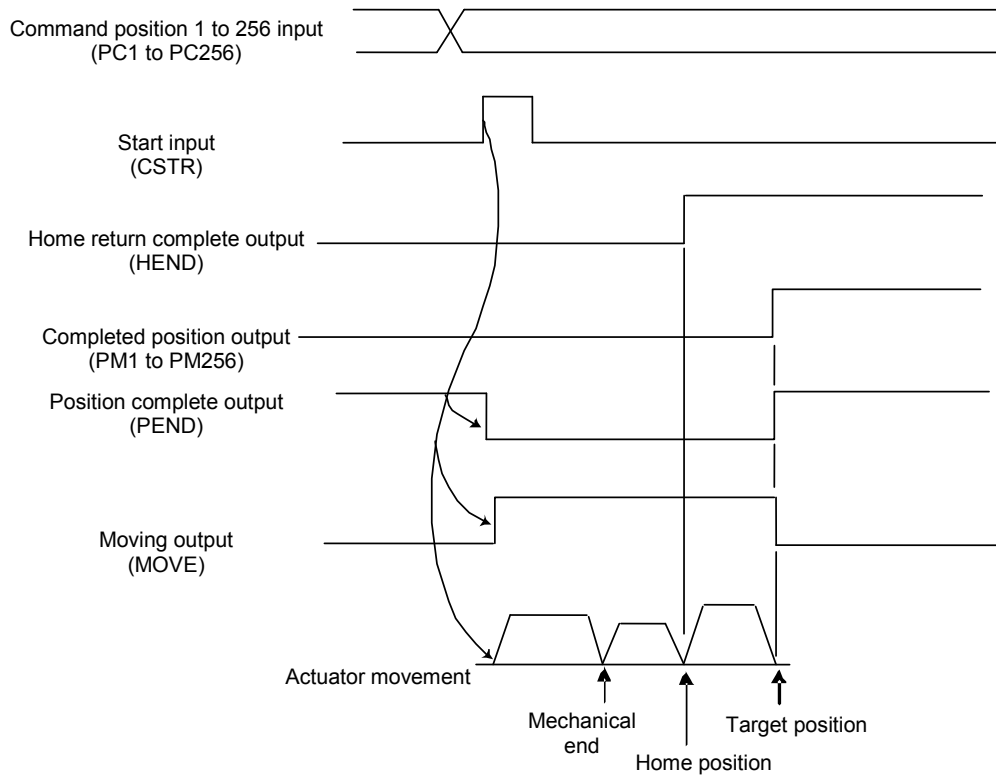 Command position 1 to 256 input
(PC1 to PC256)
Start input
(CSTR)
Home return complete output
(HEND)
Completed position output
(PM1 to PM256)
Position complete output
(PEND)
Moving output
(MOVE)
Actuator movement
Mechanical
end
Home position
Target position